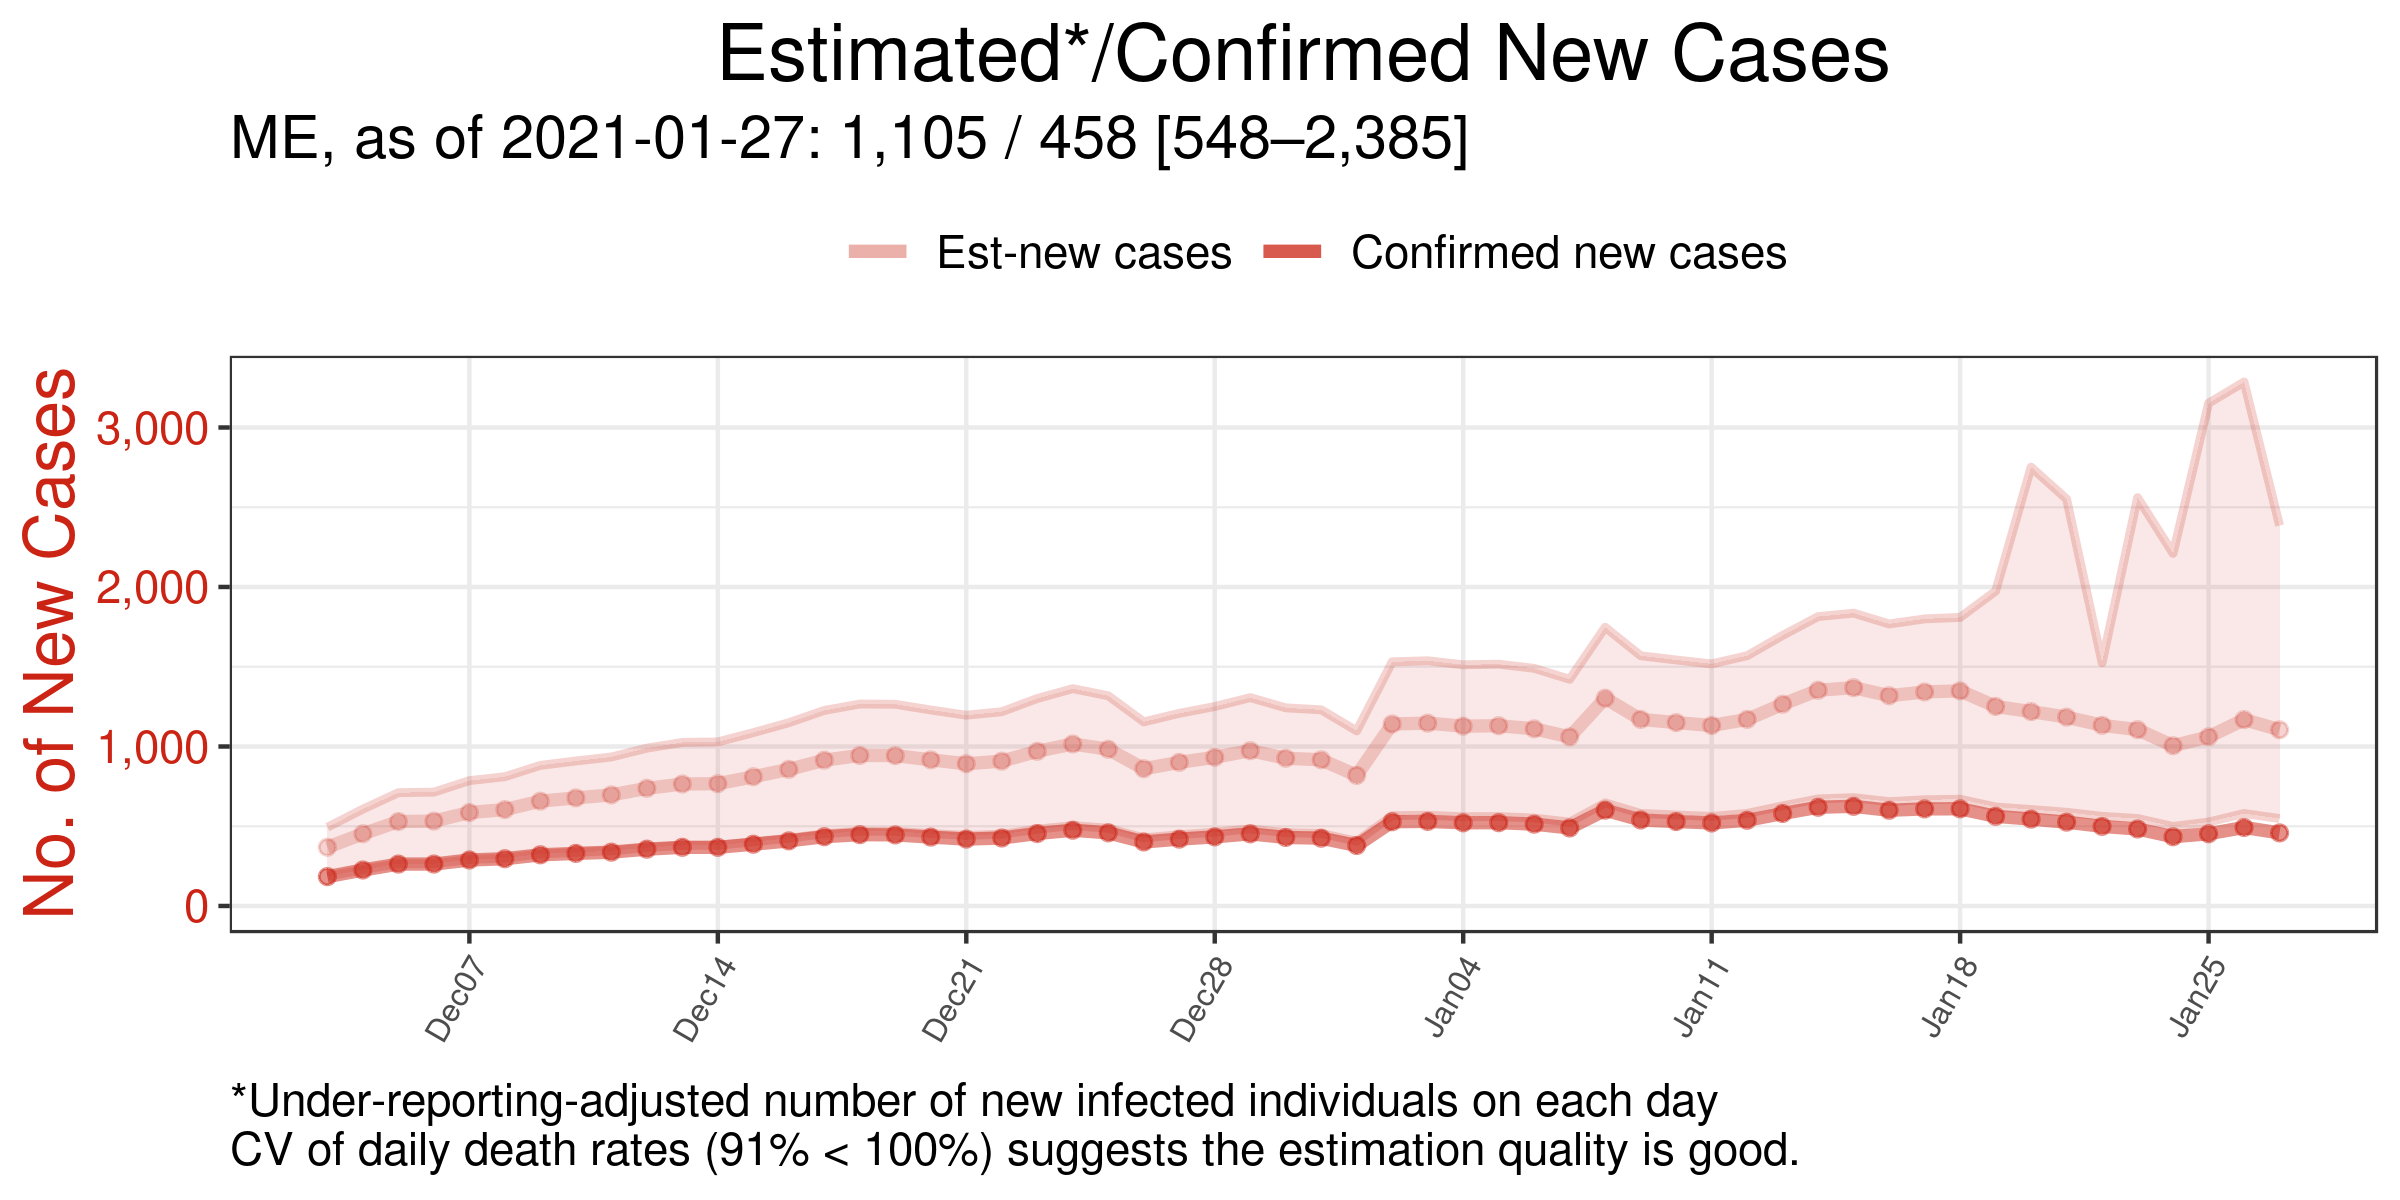 Estimated*/Confirmed New Cases
ME, as of 2021-01-27: 1,105 / 458 [548–2,385]
Est-new cases Confirmed new cases
No. of New Cases
3,000
2,000
1,000
0
Dec07 Dec14 Dec21 Dec28 Jan04 Jan11 Jan18 Jan25
*Under-reporting-adjusted number of new infected individuals on each day
CV of daily death rates (91% < 100%) suggests the estimation quality is good.